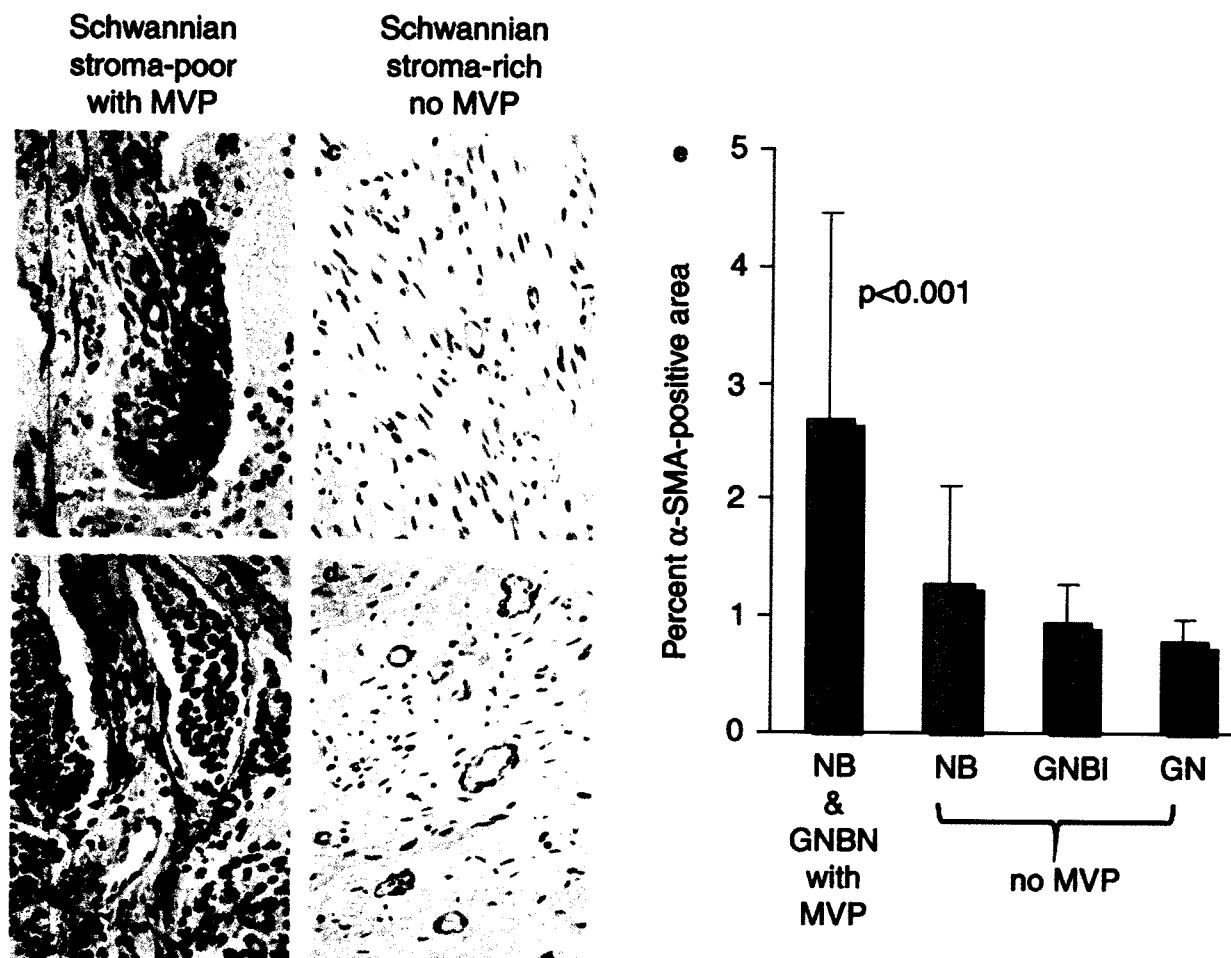 Schwannian
stroma-poor
with MVP
Schwannian
stroma-rich
no MVP
c
d
e
Percent α-SMA-positive area
5
4
3
2
1
0
p<0.001
NB
&
GNBN
with
MVP
NB
GNBI
GN
no MVP